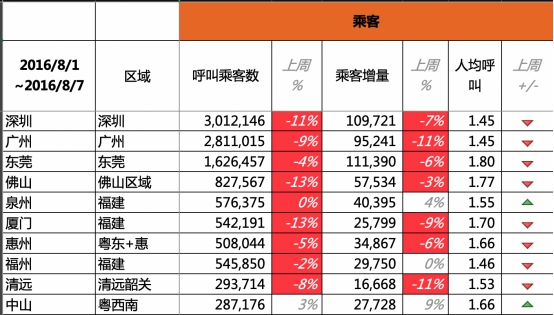 乘客
2016/8/1 ~2016/8/7 区域 呼叫乘客数 上周% 乘客增量 上周% 人均呼叫 上周+/-
深圳 深圳 3,012,146 -11% 109,721 -7% 1.45
广州 广州 2,811,015 -9% 95,241 -11% 1.45
东莞 东莞 1,626,457 -4% 111,390 -6% 1.80
佛山 佛山区域 827,567 -13% 57,534 -3% 1.77
泉州 福建 576,375 0% 40,395 4% 1.55
厦门 福建 542,191 -13% 25,799 -9% 1.70
惠州 粤东+惠 508,044 -5% 34,867 -6% 1.66
福州 福建 545,850 -2% 29,750 0% 1.46
清远 清远韶关 293,714 -8% 16,668 -11% 1.53
中山 粤西南 287,176 3% 27,728 9% 1.66